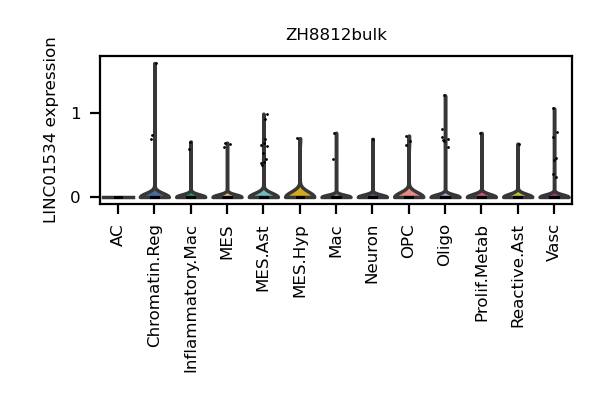 ZH8812bulk
LINC01534 expression
1
0
AC
Chromatin.Reg
Inflammatory.Mac
MES
MES.Ast
MES.Hyp
Mac
Neuron
OPC
Oligo
Prolif.Metab
Reactive.Ast
Vasc